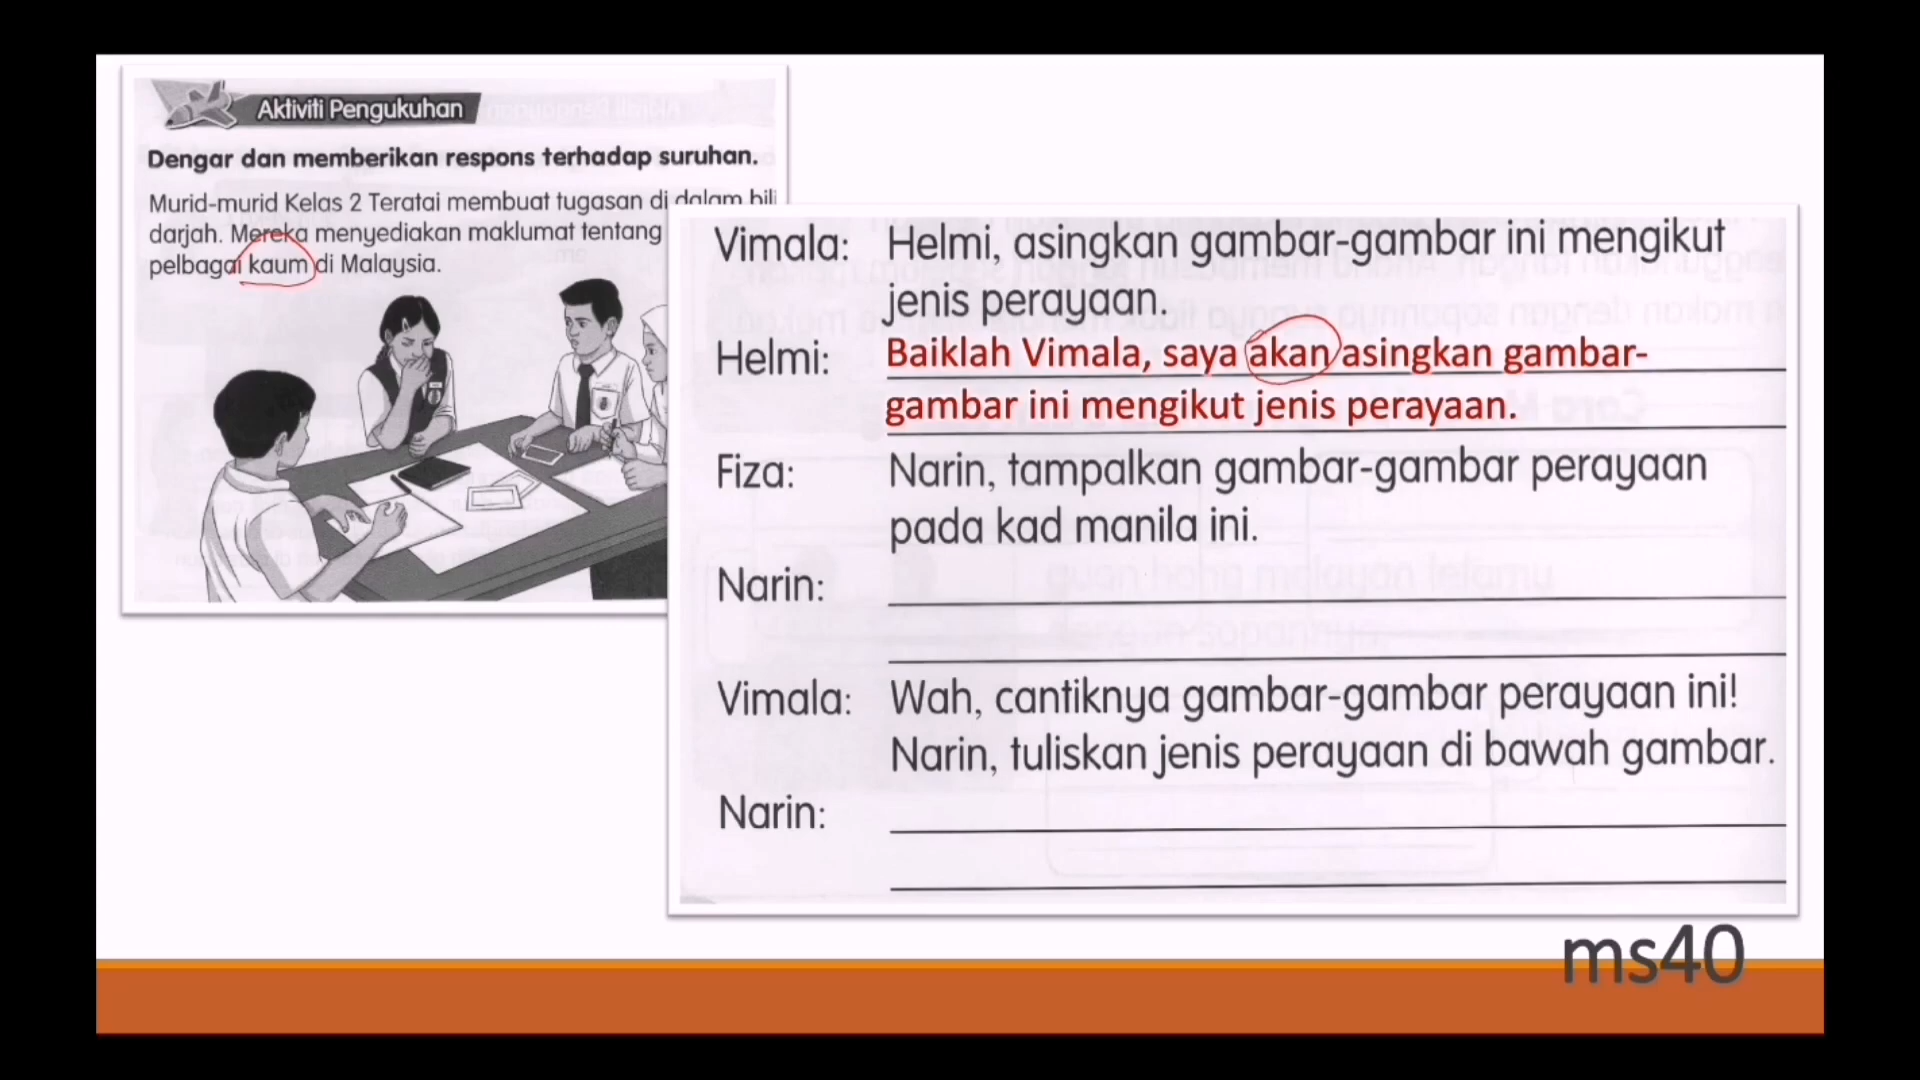 Aktiviti Pengukuhan
Dengar dan memberikan respons terhadap suruhan.
Murid-murid Kelas 2 Teratai membuat tugasan di dalam bili
darjah. Mereka menyediakan maklumat tentang
pelbagai kaum di Malaysia.
Vimala: Helmi, asingkan gambar-gambar ini mengikut
jenis perayaan.
Helmi: Baiklah Vimala, saya akan asingkan gambar-
gambar ini mengikut jenis perayaan.
Fiza: Narin, tampalkan gambar-gambar perayaan
pada kad manila ini.
Narin:
Vimala: Wah, cantiknya gambar-gambar perayaan ini!
Narin, tuliskan jenis perayaan di bawah gambar.
Narin:
ms40